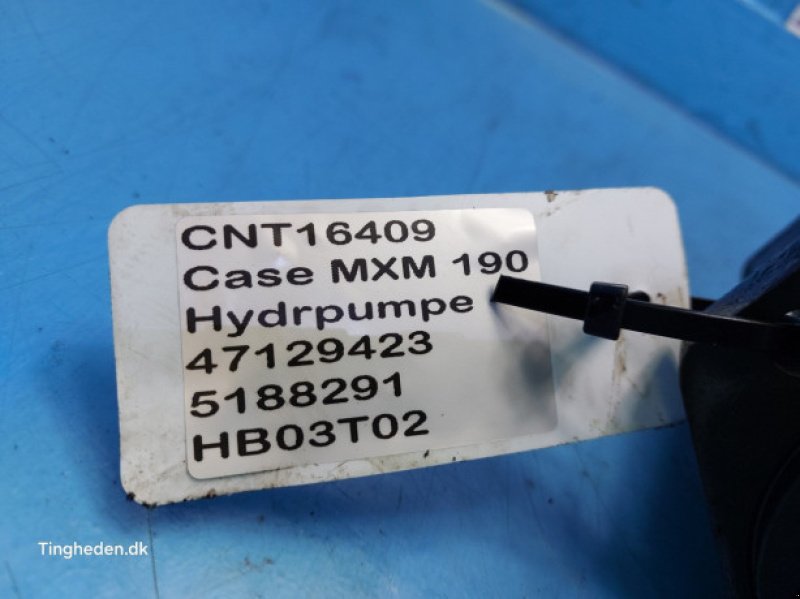 CNT16409
Case MXM 190
Hydrpumpe
47129423
5188291
HB03T02
Tingheden.dk